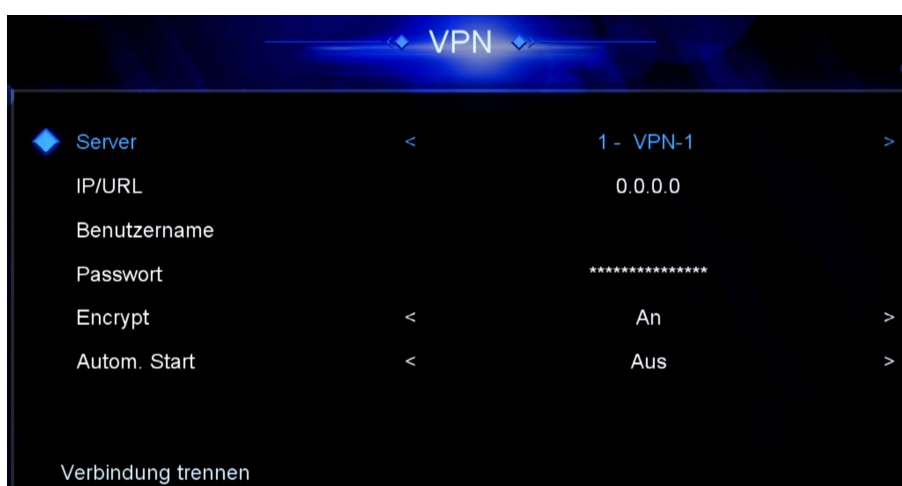 VPN
Server < 1 - VPN-1 >
IP/URL 0.0.0.0
Benutzername
Passwort ***************
Encrypt < An >
Autom. Start < Aus >
Verbindung trennen